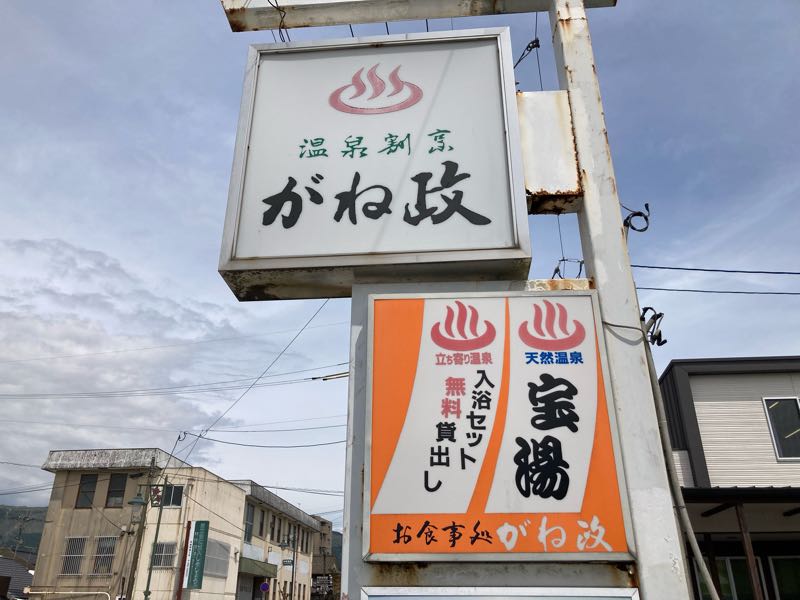 温泉割烹
がね政
天然温泉
宝湯
立ち寄り温泉
入浴セット
無料貸出し
お食事処 がね政